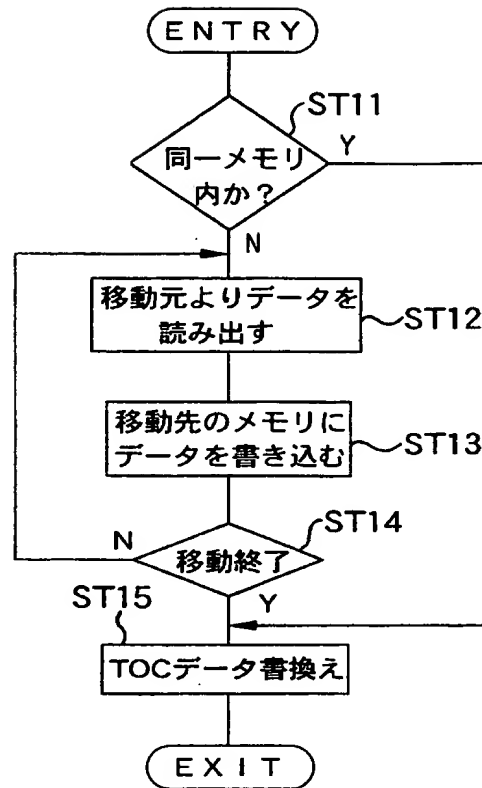 ENTRY
ST11
同一メモリ
内か?
Y
N
移動元よりデータを
読み出す
ST12
移動先のメモリに
データを書き込む
ST13
ST14
N
移動終了
ST15
Y
TOCデータ書換え
EXIT